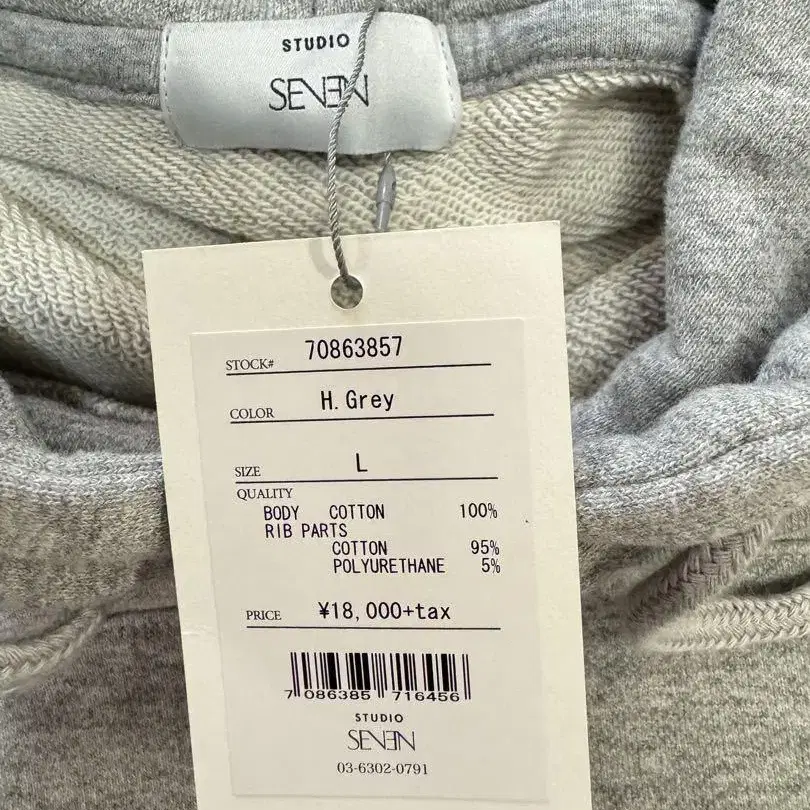 STUDIO
SEVEN
STOCK# 70863857
COLOR H.Grey
SIZE L
QUALITY
BODY COTTON 100%
RIB PARTS
COTTON 95%
POLYURETHANE 5%
PRICE ¥18,000+tax
7 086385 716456
STUDIO
SEVEN
03-6302-0791